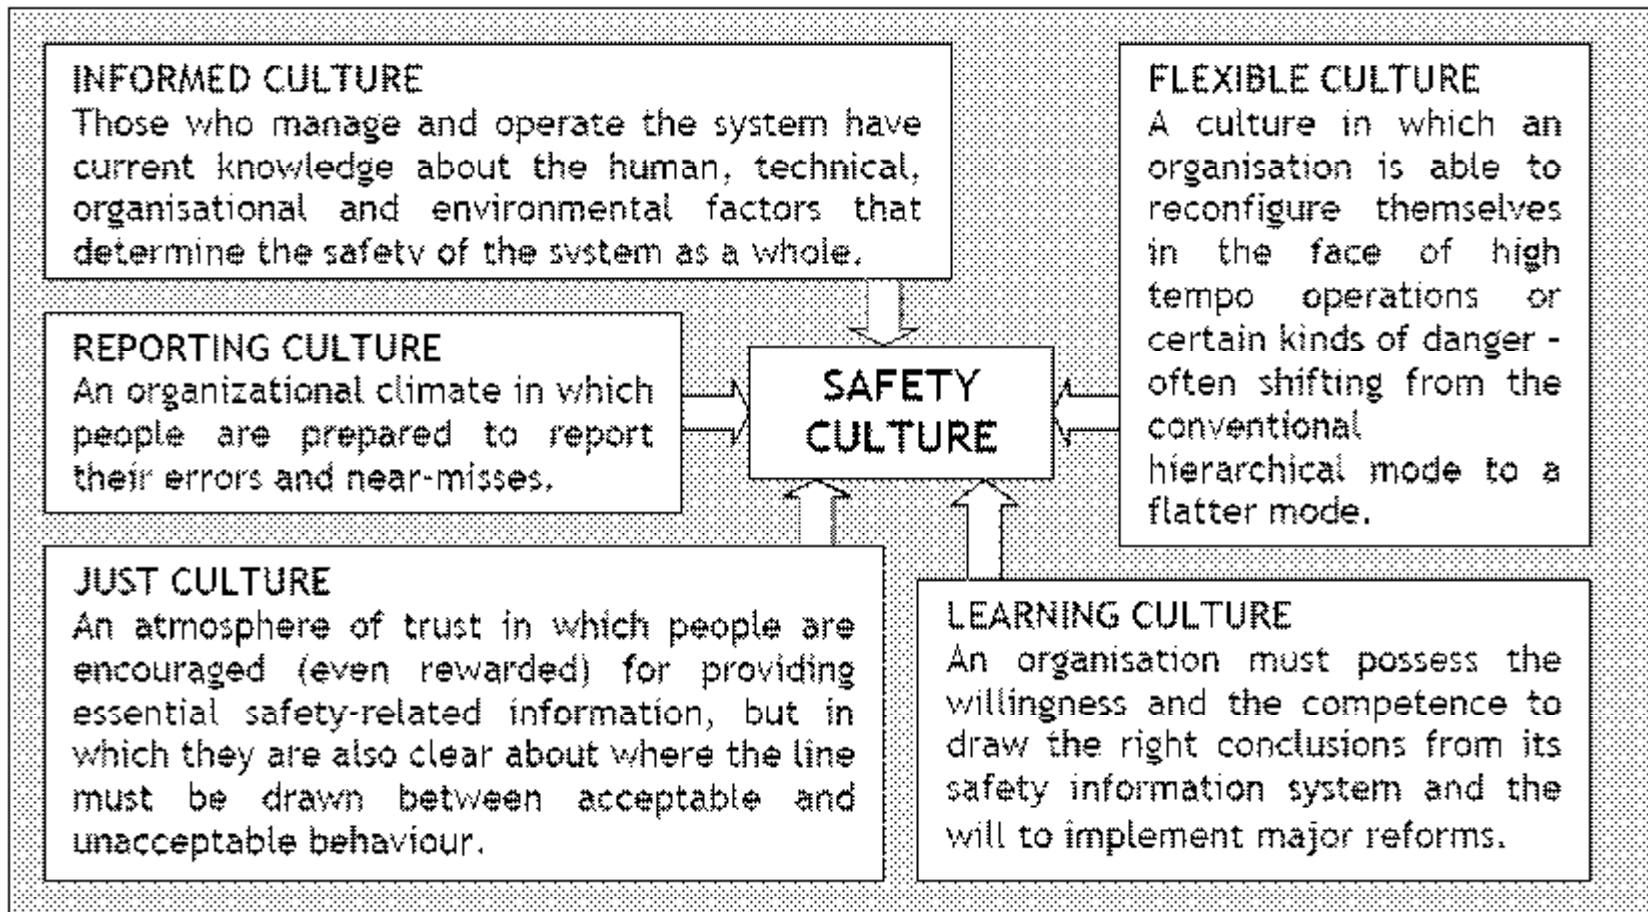 INFORMED CULTURE
Those who manage and operate the system have
current knowledge about the human, technical,
organisational and environmental factors that
determine the safety of the system as a whole.
REPORTING CULTURE
An organizational climate in which
people are prepared to report
their errors and near-misses.
JUST CULTURE
An atmosphere of trust in which people are
encouraged (even rewarded) for providing
essential safety-related information, but in
which they are also clear about where the line
must be drawn between acceptable and
unacceptable behaviour.
SAFETY
CULTURE
FLEXIBLE CULTURE
A culture in which an
organisation is able to
reconfigure themselves
in the face of high
tempo operations or
certain kinds of danger -
often shifting from the
conventional
hierarchical mode to a
flatter mode.
LEARNING CULTURE
An organisation must possess the
willingness and the competence to
draw the right conclusions from its
safety information system and the
will to implement major reforms.